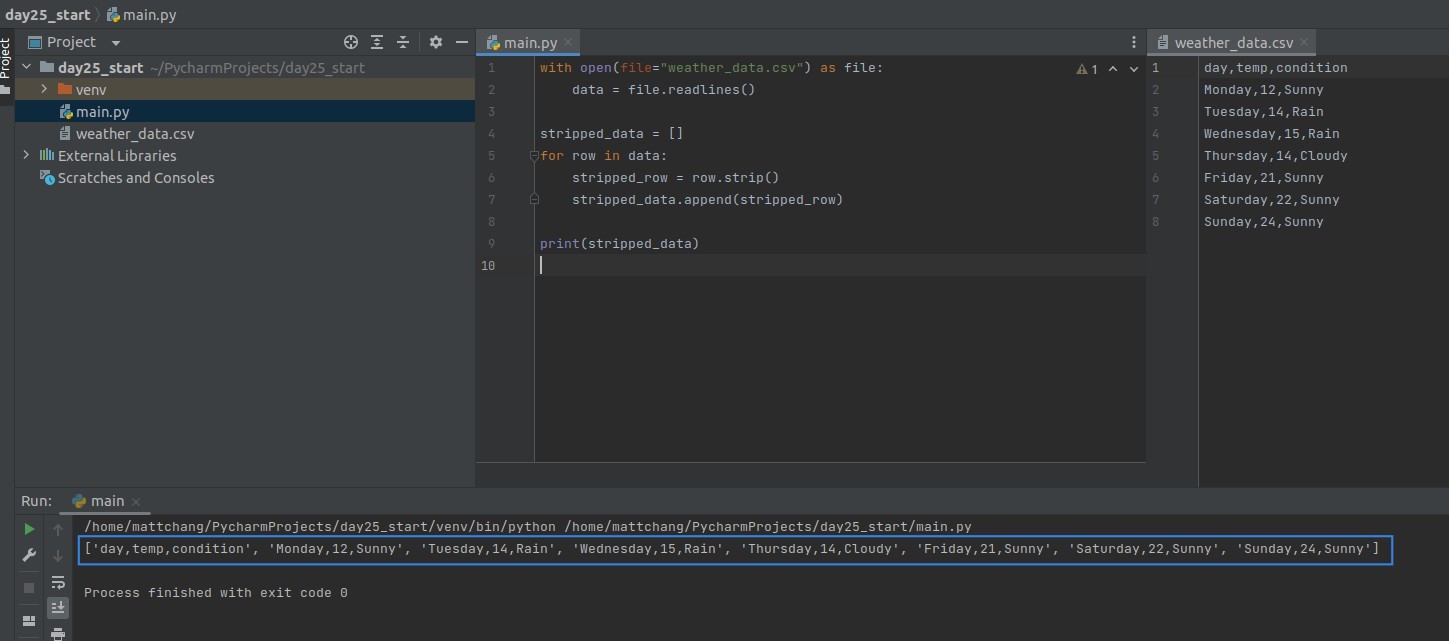 day25_start main.py
Project
Project
day25_start ~/PycharmProjects/day25_start
venv
main.py
weather_data.csv
External Libraries
Scratches and Consoles
main.py
1 with open(file="weather_data.csv") as file:
2 data = file.readlines()
3
4 stripped_data = []
5 for row in data:
6 stripped_row = row.strip()
7 stripped_data.append(stripped_row)
8
9 print(stripped_data)
10
1
weather_data.csv
1 day,temp,condition
2 Monday,12,Sunny
3 Tuesday,14,Rain
4 Wednesday,15,Rain
5 Thursday,14,Cloudy
6 Friday,21,Sunny
7 Saturday,22,Sunny
8 Sunday,24,Sunny
Run: main
/home/mattchang/PycharmProjects/day25_start/venv/bin/python /home/mattchang/PycharmProjects/day25_start/main.py
['day,temp,condition', 'Monday,12,Sunny', 'Tuesday,14,Rain', 'Wednesday,15,Rain', 'Thursday,14,Cloudy', 'Friday,21,Sunny', 'Saturday,22,Sunny', 'Sunday,24,Sunny']
Process finished with exit code 0